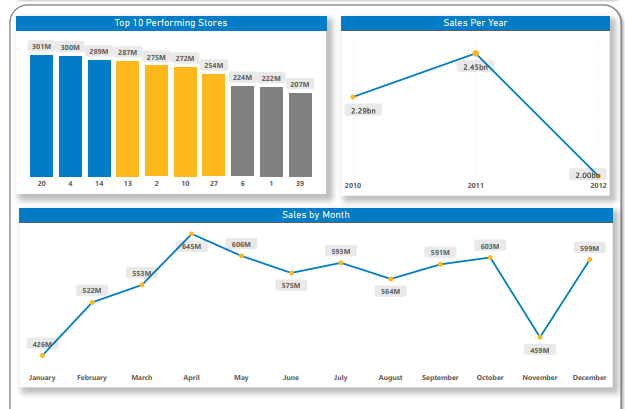 Top 10 Performing Stores
301M 300M 289M 287M 275M 272M 254M 224M 222M 207M
20 4 14 13 2 10 27 6 1 39
Sales Per Year
2.45bn
2.29bn
2.00bn
2010 2011 2012
Sales by Month
426M 522M 553M 645M 606M 575M 593M 564M 591M 603M 459M 599M
January February March April May June July August September October November December